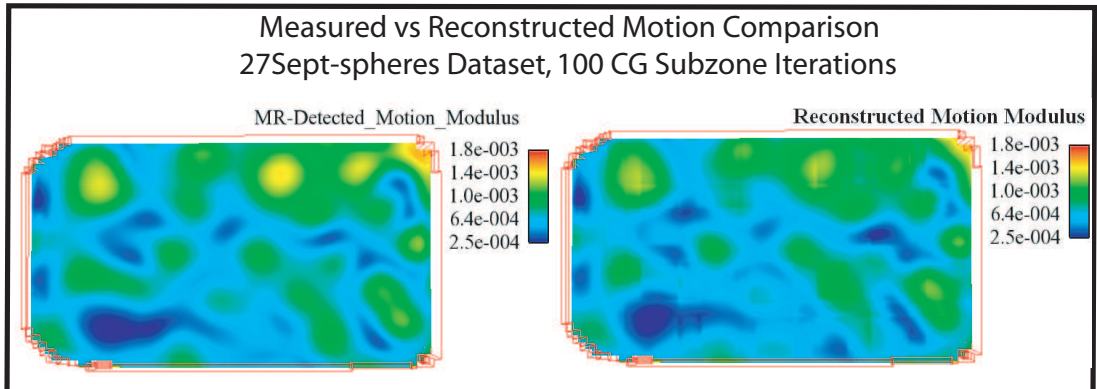 Measured vs Reconstructed Motion Comparison
27Sept-spheres Dataset, 100 CG Subzone Iterations
MR-Detected_Motion_Modulus
1.8e-003
1.4e-003
1.0e-003
6.4e-004
2.5e-004
Reconstructed Motion Modulus
1.8e-003
1.4e-003
1.0e-003
6.4e-004
2.5e-004